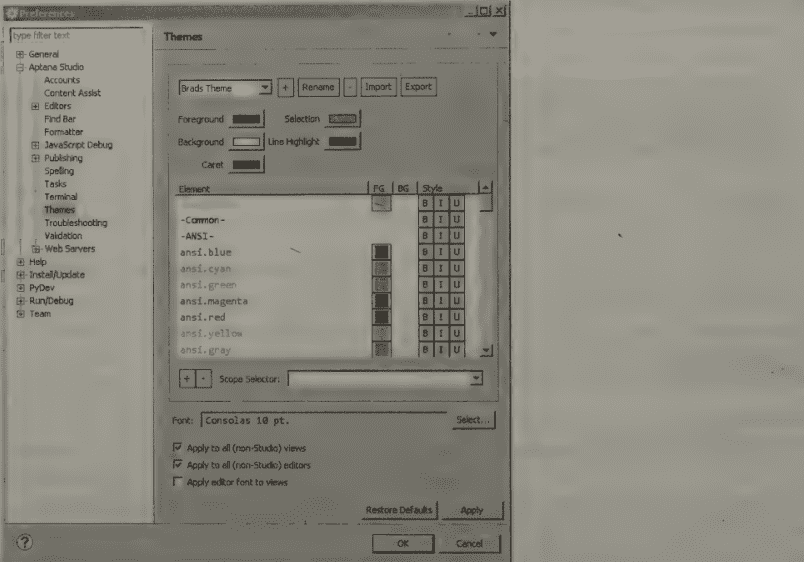 Preferences
type filter text
General
Aptana Studio
Accounts
Content Assist
Editors
Find Bar
Formatter
JavaScript Debug
Publishing
Spelling
Tasks
Terminal
Themes
Troubleshooting
Validation
Web Servers
Help
Install/Update
PyDev
Run/Debug
Team
Themes
Brads Theme + Rename - Import Export
Foreground Selection
Background Line Highlight
Caret
Element FG BG Style
B I U
-Common- B I U
-ANSI- B I U
ansi.blue B I U
ansi.cyan B I U
ansi.green B I U
ansi.magenta B I U
ansi.red B I U
ansi.yellow B I U
ansi.gray B I U
+ - Scope Selector:
Font: Consolas 10 pt. Select...
Apply to all (non-Studio) views
Apply to all (non-Studio) editors
Apply editor font to views
Restore Defaults Apply
? OK Cancel